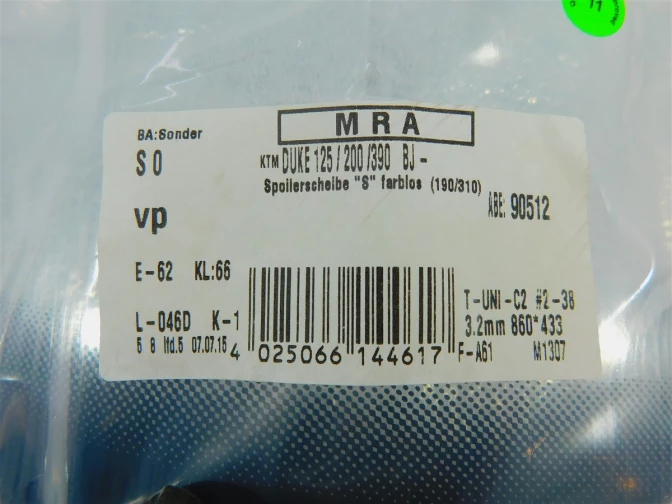 11
MRA
BA:Sonder
S 0
KTM DUKE 125 / 200 /390 BJ -
Spoilerscheibe "S" farblos (190/310)
vp
ABE: 90512
E-62 KL:66
L-046D K-1
T-UNI-C2 #2-38
3.2mm 860*433
5 8 lfd.5 07.07.15
4 025066 144617
F-A61 M1307